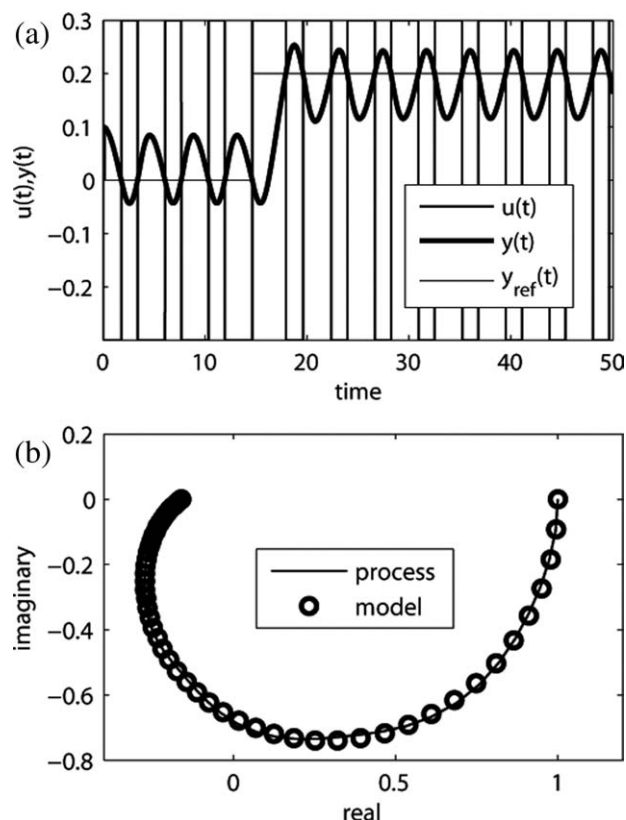 (a)
0.3
0.2
0.1
0
−0.1
−0.2
u(t),y(t)
u(t)
y(t)
y_ref(t)
0 10 20 30 40 50
time
(b)
0.2
0
−0.2
−0.4
−0.6
−0.8
imaginary
process
model
0 0.5 1
real